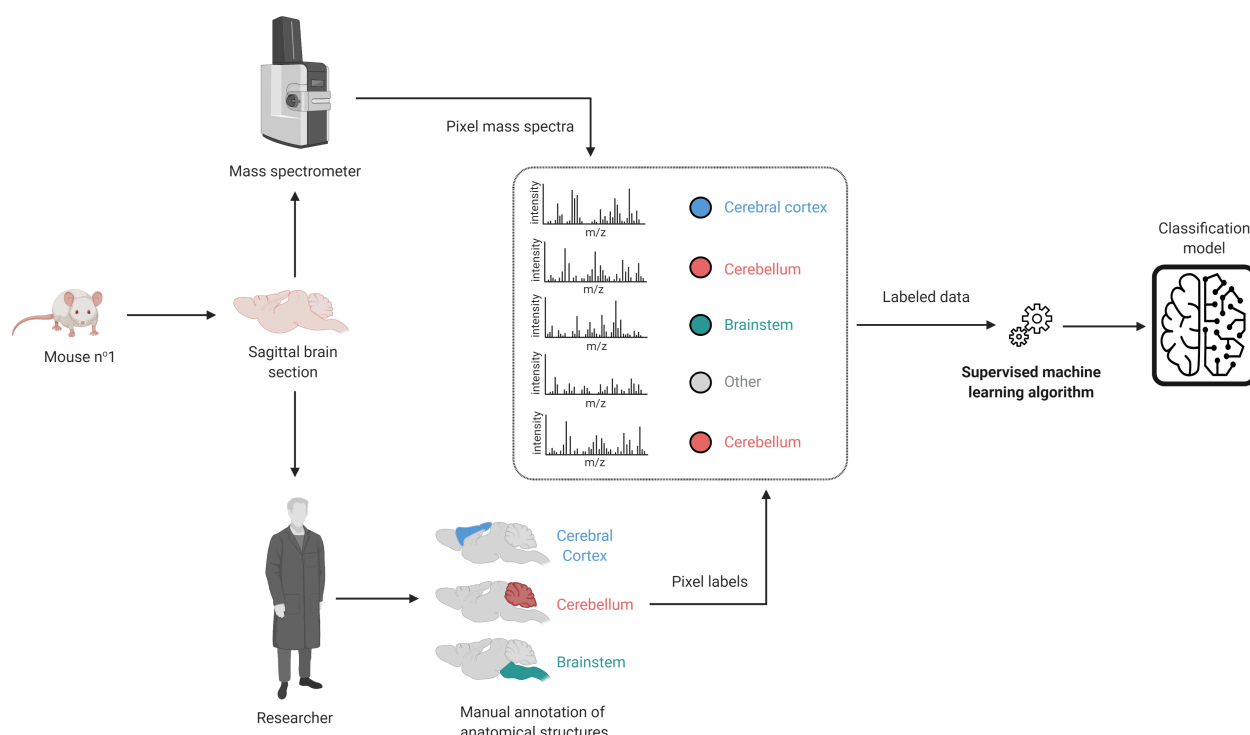 Mass spectrometer
Pixel mass spectra
Mouse nº1
Sagittal brain
section
intensity
m/z
Cerebral cortex
intensity
m/z
Cerebellum
intensity
m/z
Brainstem
intensity
m/z
Other
intensity
m/z
Cerebellum
Labeled data
Supervised machine
learning algorithm
Classification
model
Researcher
Cerebral
Cortex
Cerebellum
Brainstem
Manual annotation of
anatomical structures
Pixel labels